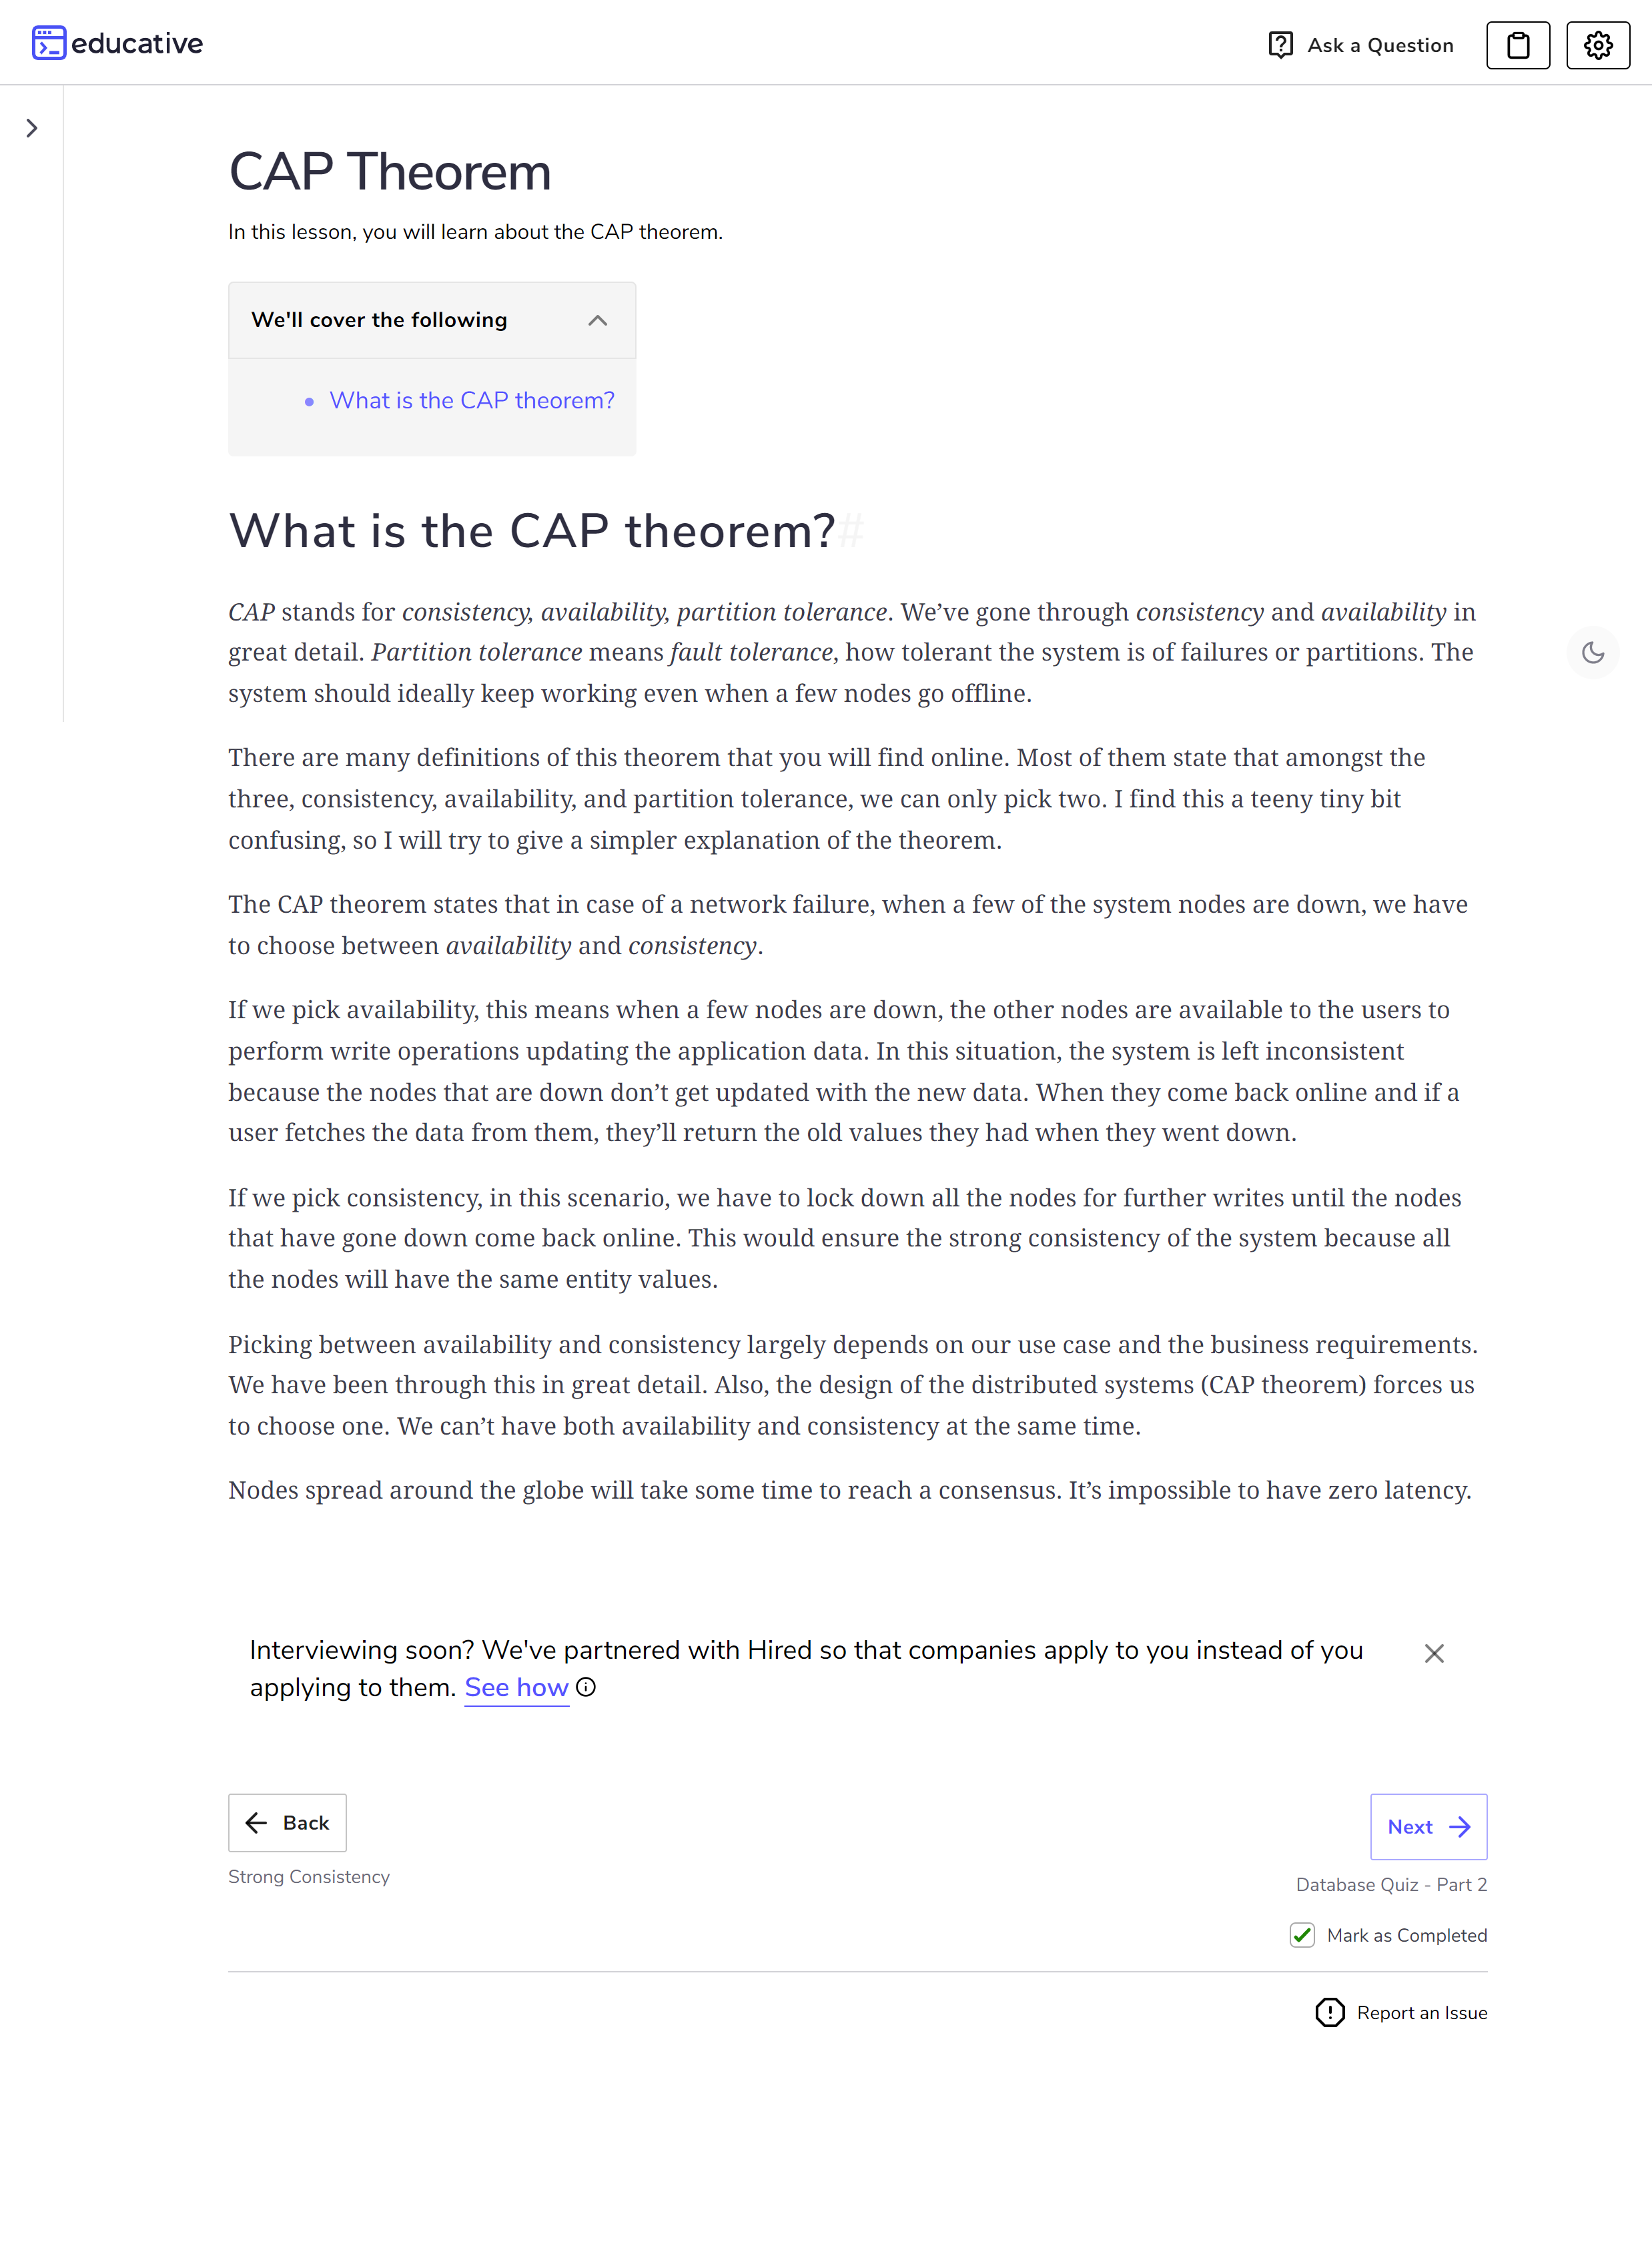 educative
Ask a Question
CAP Theorem
In this lesson, you will learn about the CAP theorem.
We'll cover the following
What is the CAP theorem?
What is the CAP theorem?#
CAP stands for consistency, availability, partition tolerance. We’ve gone through consistency and availability in
great detail. Partition tolerance means fault tolerance, how tolerant the system is of failures or partitions. The
system should ideally keep working even when a few nodes go offline.
There are many definitions of this theorem that you will find online. Most of them state that amongst the
three, consistency, availability, and partition tolerance, we can only pick two. I find this a teeny tiny bit
confusing, so I will try to give a simpler explanation of the theorem.
The CAP theorem states that in case of a network failure, when a few of the system nodes are down, we have
to choose between availability and consistency.
If we pick availability, this means when a few nodes are down, the other nodes are available to the users to
perform write operations updating the application data. In this situation, the system is left inconsistent
because the nodes that are down don’t get updated with the new data. When they come back online and if a
user fetches the data from them, they’ll return the old values they had when they went down.
If we pick consistency, in this scenario, we have to lock down all the nodes for further writes until the nodes
that have gone down come back online. This would ensure the strong consistency of the system because all
the nodes will have the same entity values.
Picking between availability and consistency largely depends on our use case and the business requirements.
We have been through this in great detail. Also, the design of the distributed systems (CAP theorem) forces us
to choose one. We can’t have both availability and consistency at the same time.
Nodes spread around the globe will take some time to reach a consensus. It’s impossible to have zero latency.
Interviewing soon? We've partnered with Hired so that companies apply to you instead of you
applying to them. See how
Back
Next
Strong Consistency
Database Quiz - Part 2
Mark as Completed
Report an Issue